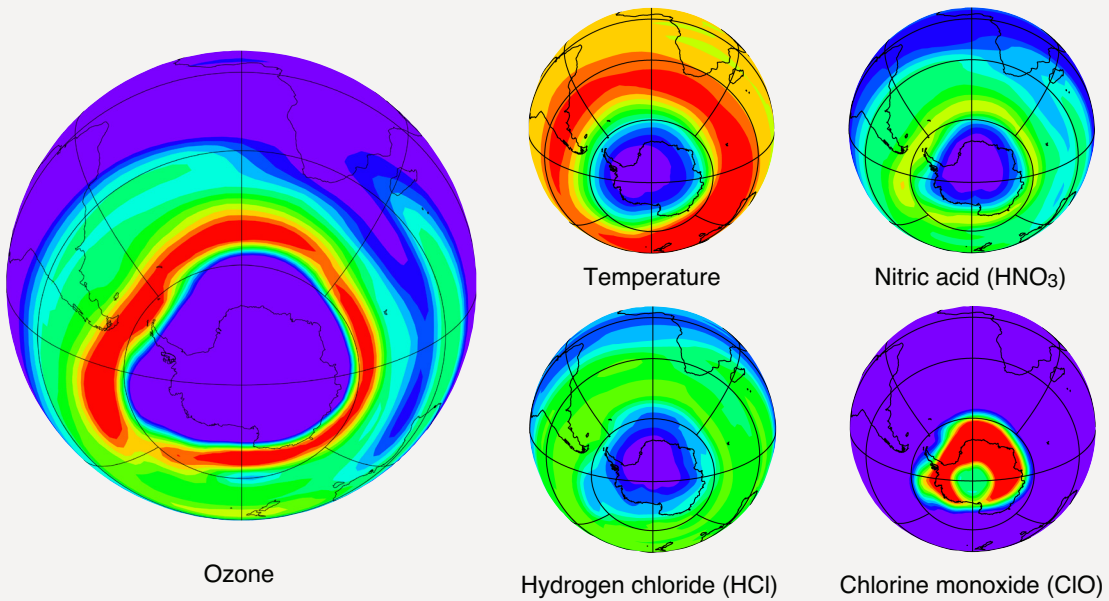 Temperature
Nitric acid (HNO3)
Ozone
Hydrogen chloride (HCl)
Chlorine monoxide (ClO)